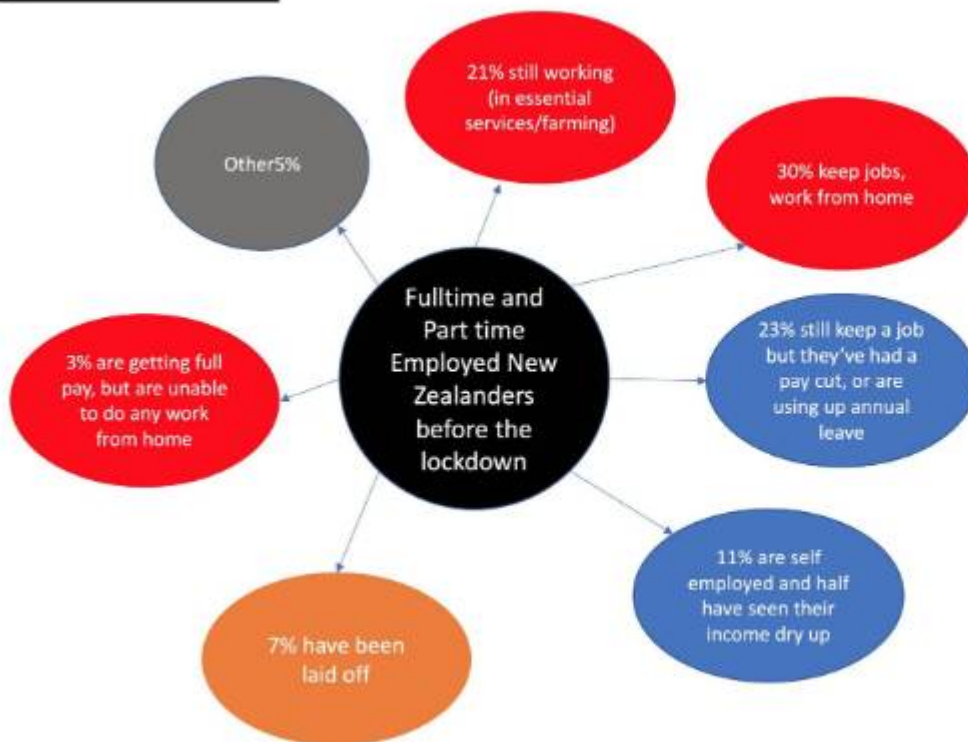 21% still working
(in essential
services/farming)
Other5%
30% keep jobs,
work from home
Fulltime and
Part time
Employed New
Zealanders
before the
lockdown
23% still keep a job
but they've had a
pay cut, or are
using up annual
leave
3% are getting full
pay, but are unable
to do any work
from home
11% are self
employed and half
have seen their
income dry up
7% have been
laid off